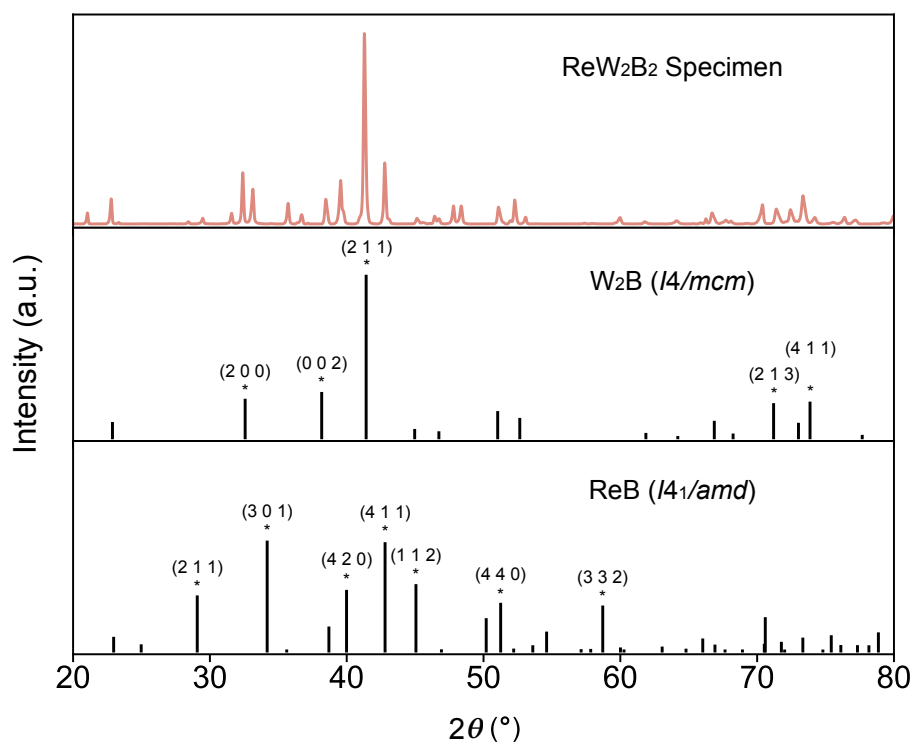 Intensity (a.u.)
ReW₂B₂ Specimen
W₂B (I4/mcm)
(2 1 1)
*
(2 0 0)
*
(0 0 2)
*
(4 1 1)
*
(2 1 3)
*
ReB (I4₁/amd)
(3 0 1)
*
(4 1 1)
*
(2 1 1)
*
(4 2 0)
*
(1 1 2)
*
(4 4 0)
*
(3 3 2)
*
20 30 40 50 60 70 80
2θ (°)